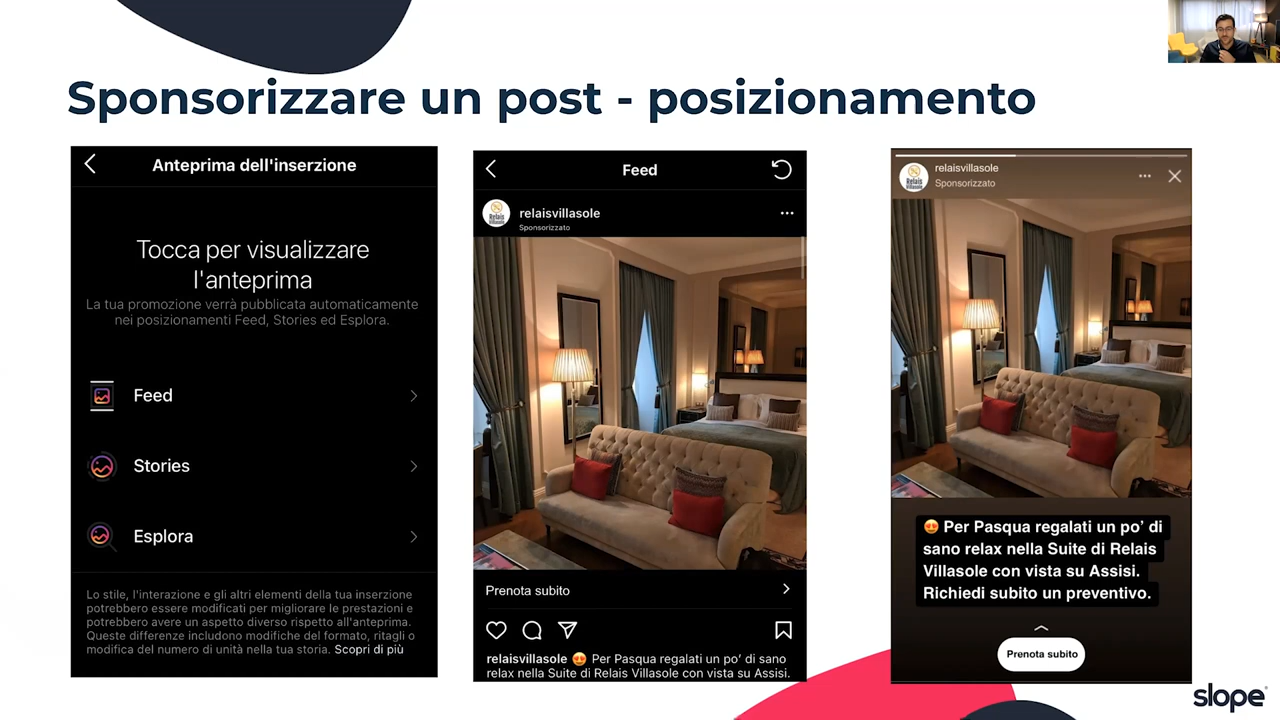 Sponsorizzare un post - posizionamento
Anteprima dell'inserzione
Tocca per visualizzare
l'anteprima
La tua promozione verrà pubblicata automaticamente
nei posizionamenti Feed, Stories ed Esplora.
Feed
Stories
Esplora
Lo stile, l'interazione e gli altri elementi della tua inserzione
potrebbero essere modificati per migliorare le prestazioni e
potrebbero avere un aspetto diverso rispetto all'anteprima.
Queste differenze includono modifiche del formato, ritagli o
modifica del numero di unità nella tua storia. Scopri di più
Feed
Relais
Villasole
relaisvillasole
Sponsorizzato
Prenota subito
relaisvillasole 😍 Per Pasqua regalati un po' di sano
relax nella Suite di Relais Villasole con vista su Assisi.
Relais
Villasole
relaisvillasole
Sponsorizzato
😍 Per Pasqua regalati un po' di
sano relax nella Suite di Relais
Villasole con vista su Assisi.
Richiedi subito un preventivo.
Prenota subito
slope